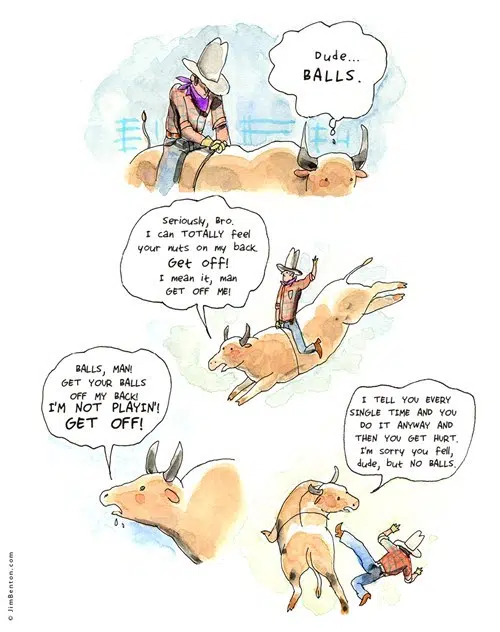 Dude...
BALLS.
Seriously, Bro.
I can TOTALLY feel
your nuts on my back.
Get off!
I mean it, man
GET OFF ME!
BALLS, MAN!
GET YOUR BALLS
OFF MY BACK!
I'M NOT PLAYIN'!
GET OFF!
I TELL YOU EVERY
SINGLE TIME AND YOU
DO IT ANYWAY AND
THEN YOU GET HURT.
I'm sorry you fell,
dude, but NO BALLS.
© JimBenton.com